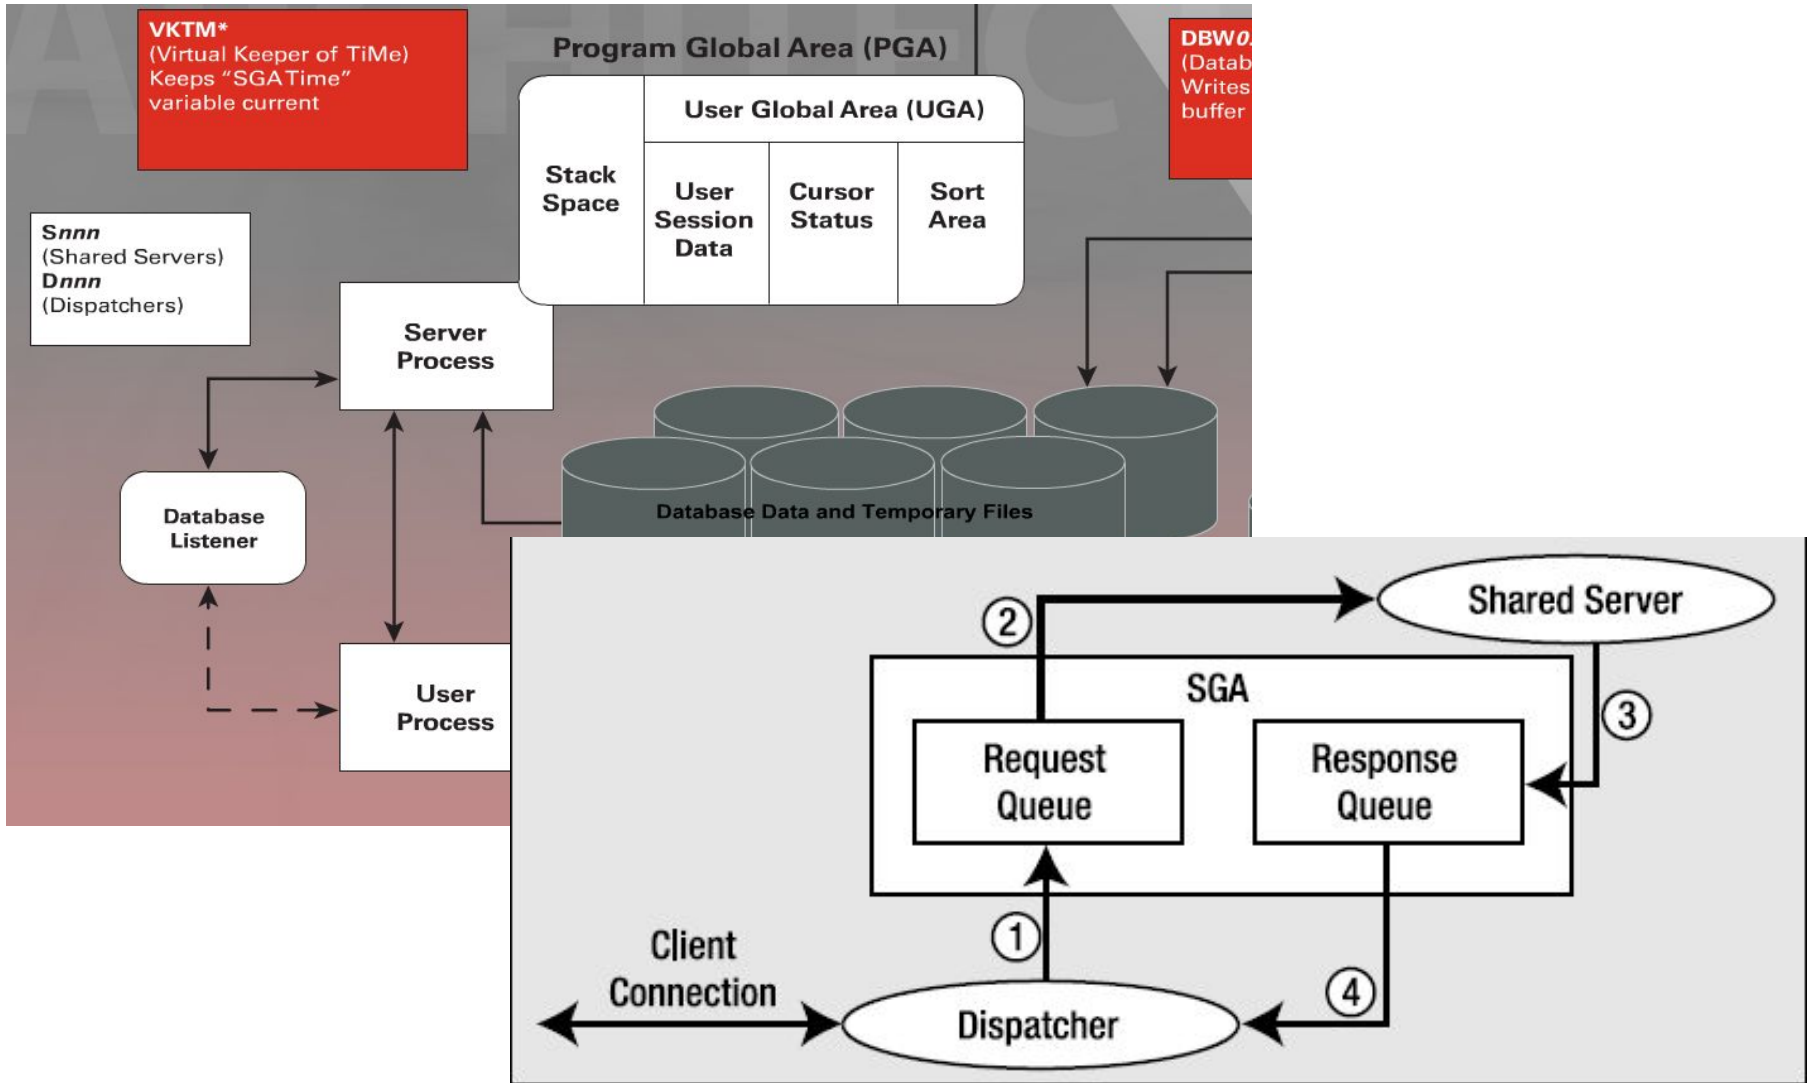 VKTM*
(Virtual Keeper of TiMe)
Keeps “SGATime”
variable current
Program Global Area (PGA)
User Global Area (UGA)
Stack
Space
User
Session
Data
Cursor
Status
Sort
Area
(Datab
Writes
buffer
Snnn
(Shared Servers)
Dnnn
(Dispatchers)
Server
Process
Database
Listener
Database Data and Temporary Files
User
Process
Shared Server
2
SGA
3
Request
Queue
Response
Queue
1
Client
Connection
4
Dispatcher